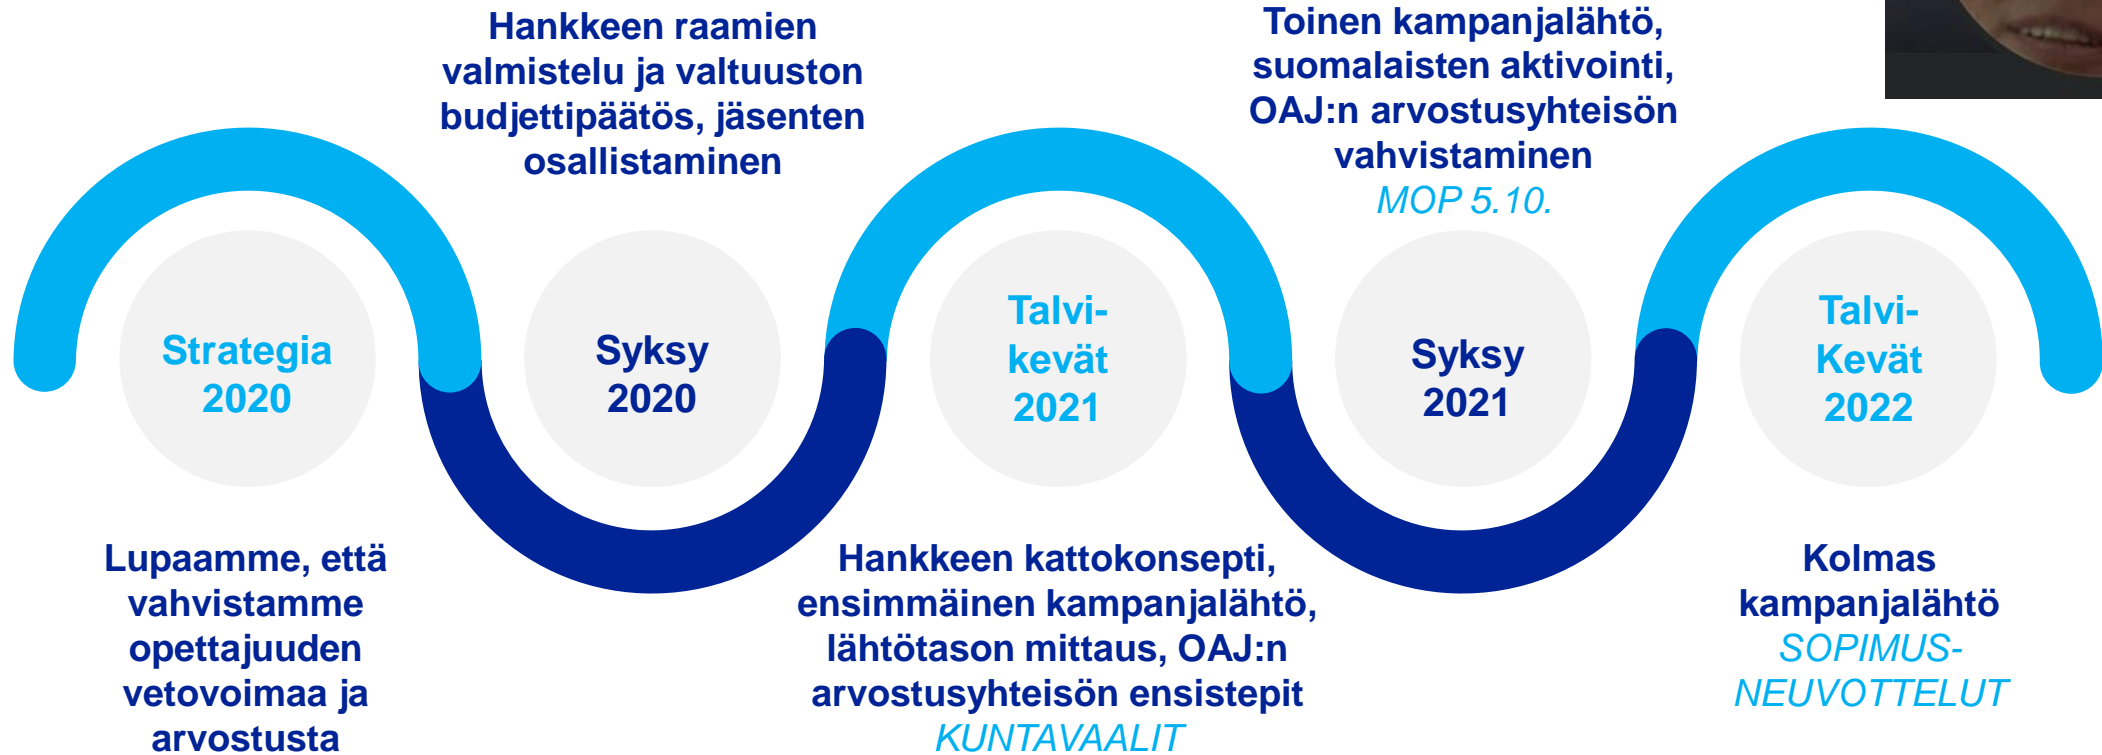 Strategia
2020
Lupaamme, että
vahvistamme
opettajuuden
vetovoimaa ja
arvostusta
Hankkeen raamien
valmistelu ja valtuuston
budjettipäätös, jäsenten
osallistaminen
Syksy
2020
Talvi-
kevät
2021
Hankkeen kattokonsepti,
ensimmäinen kampanjalähtö,
lähtötason mittaus, OAJ:n
arvostusyhteisön ensistepit
KUNTAVAALIT
Toinen kampanjalähtö,
suomalaisten aktivointi,
OAJ:n arvostusyhteisön
vahvistaminen
MOP 5.10.
Syksy
2021
Talvi-
Kevät
2022
Kolmas
kampanjalähtö
SOPIMUS-
NEUVOTTELUT